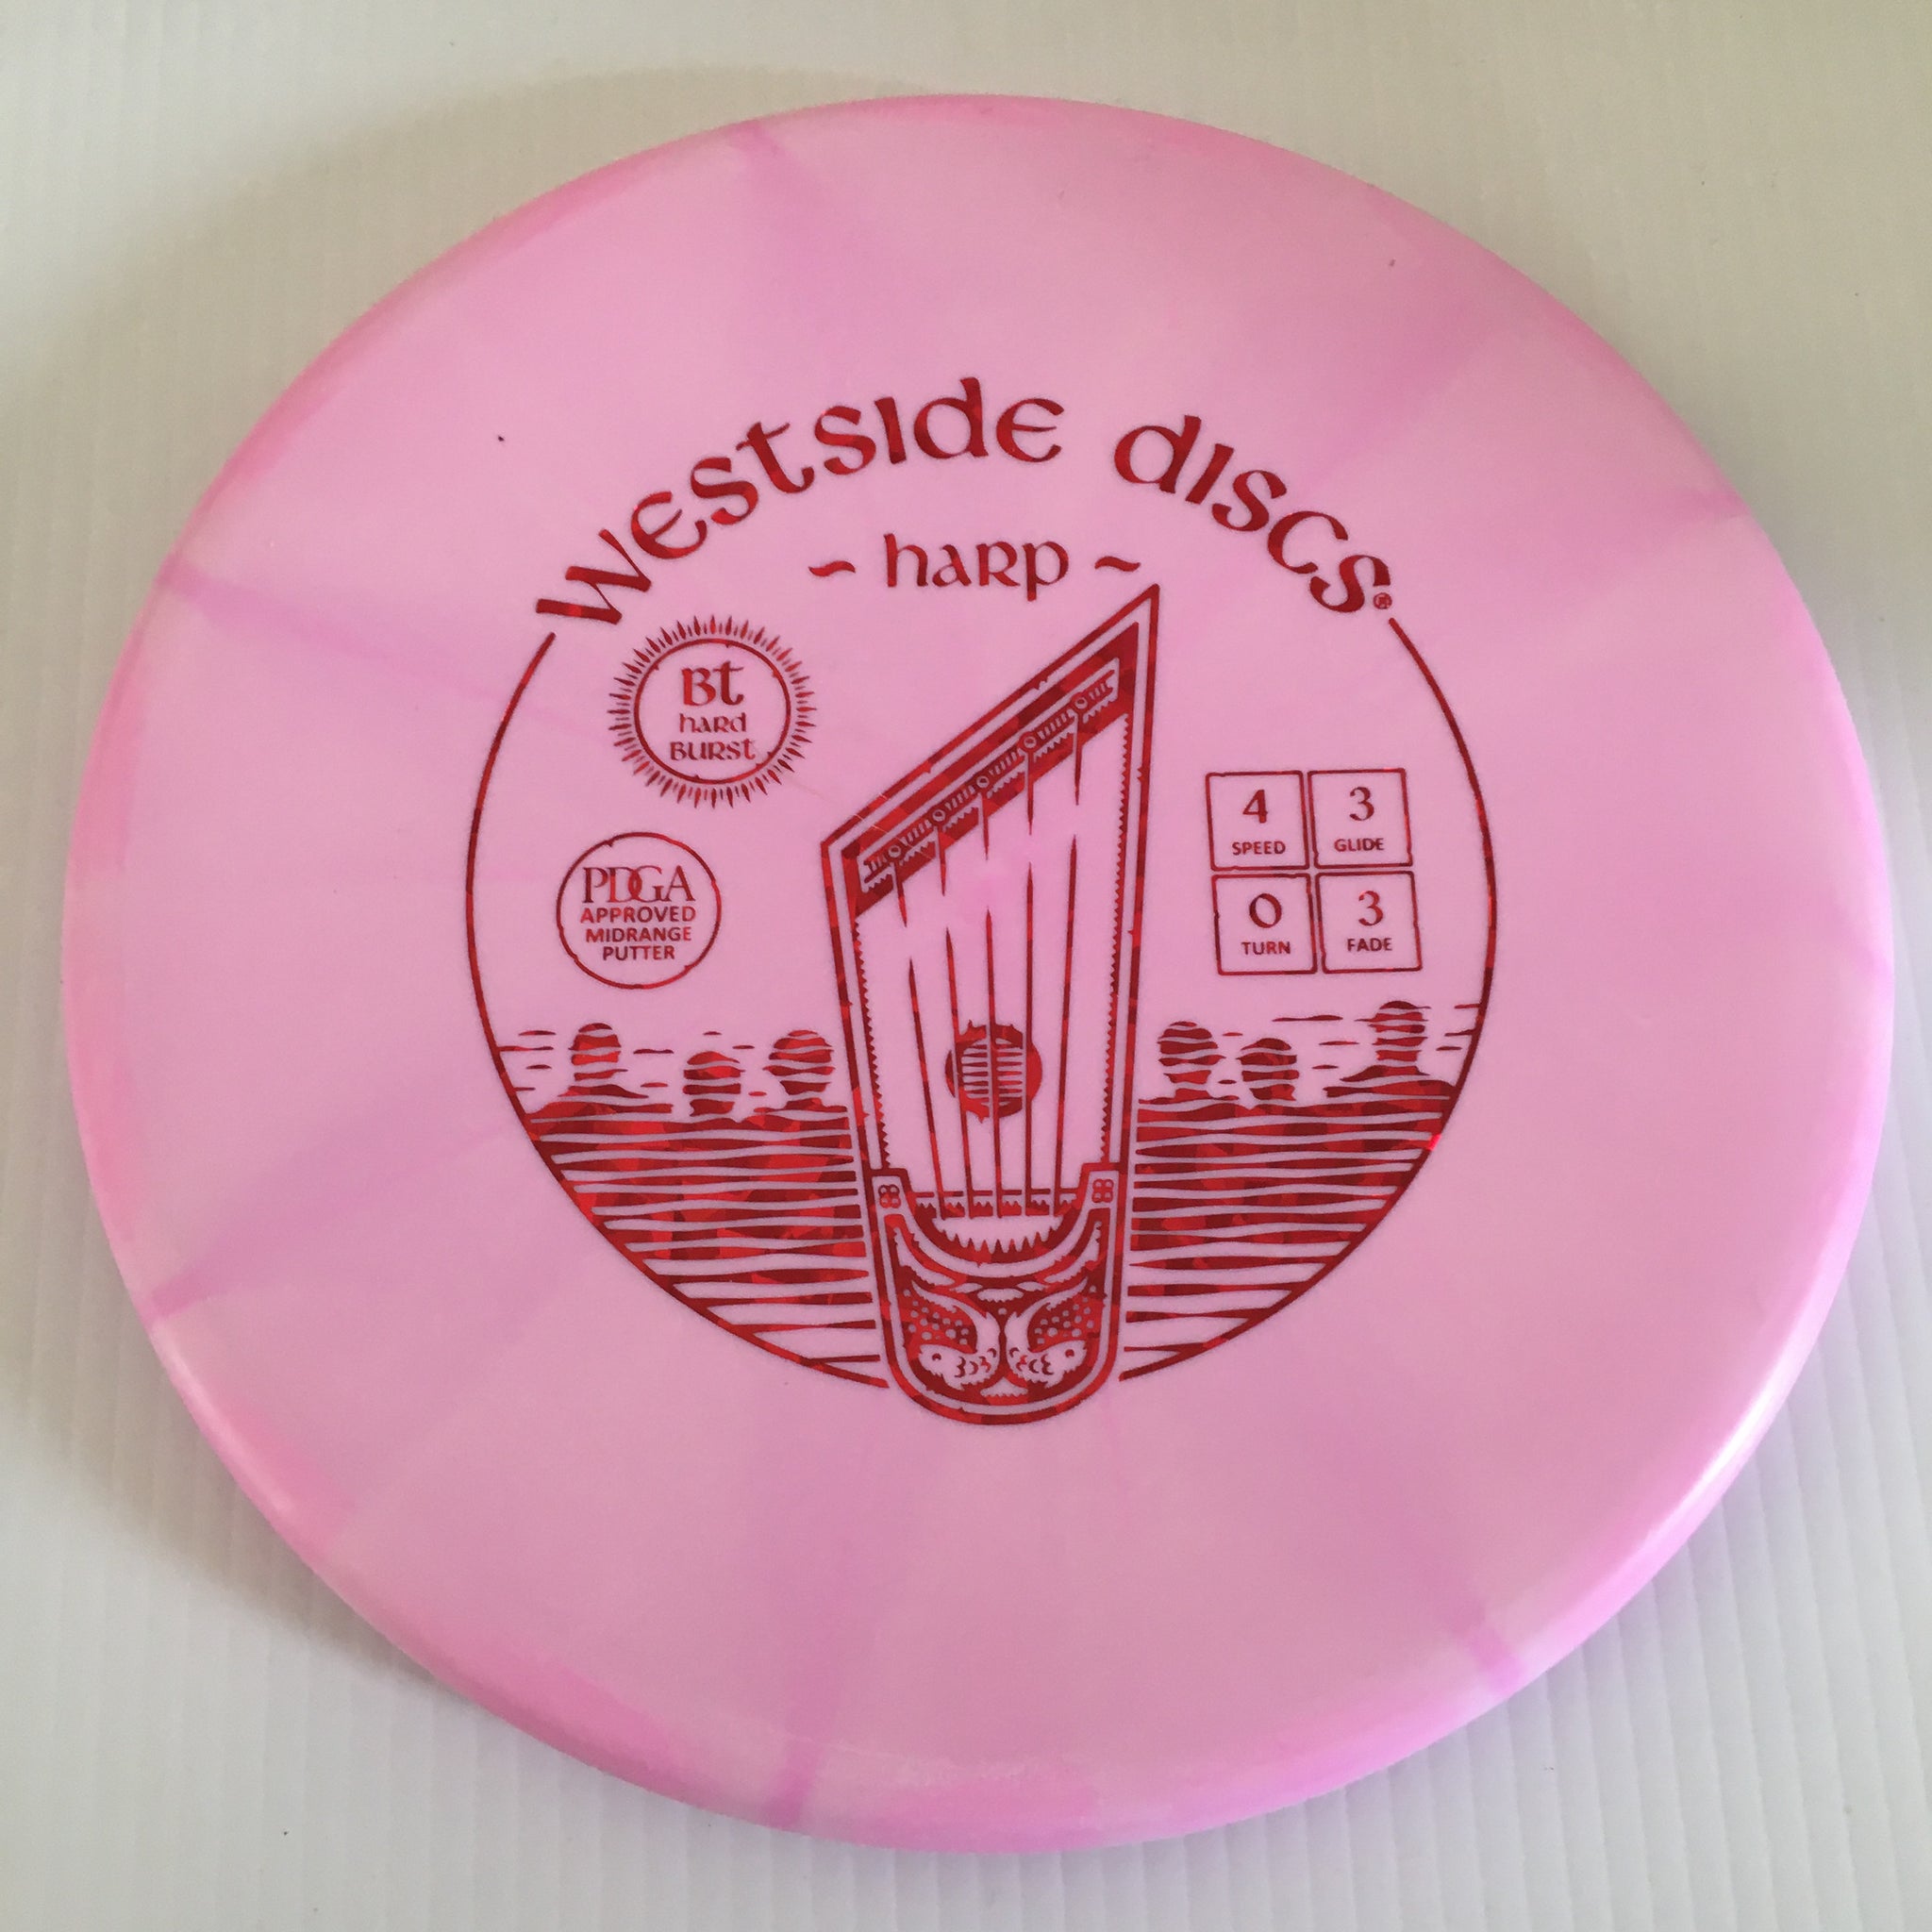 Westside Discs®
~ Harp ~
Bt
Hard
Burst
PDGA
APPROVED
MIDRANGE
PUTTER
4
SPEED
3
GLIDE
0
TURN
3
FADE